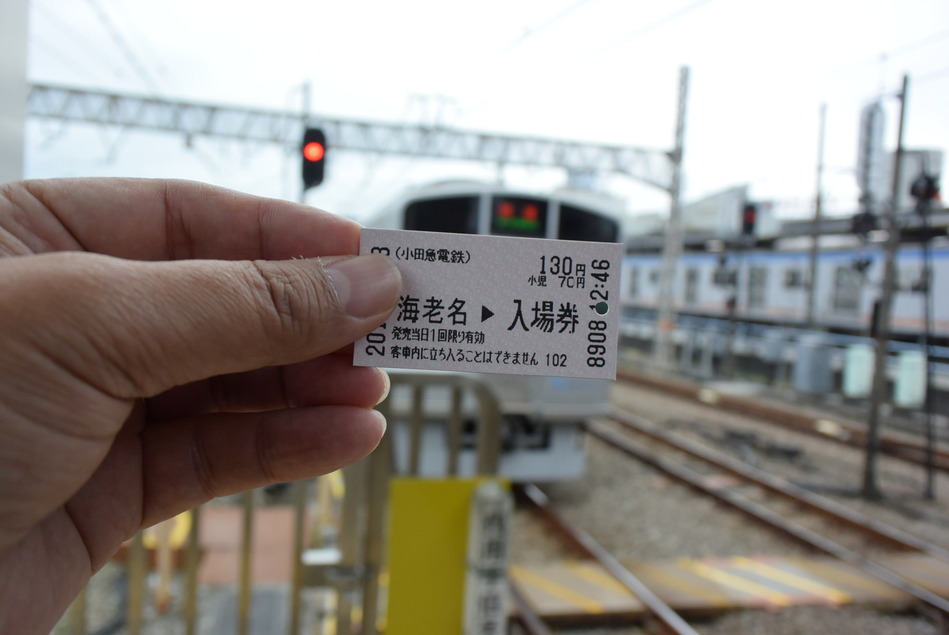 (小田急電鉄)
130円
小児 70円
海老名▶入場券
発売当日1回限り有効
客車内に立ち入ることはできません 102
8908
2:46